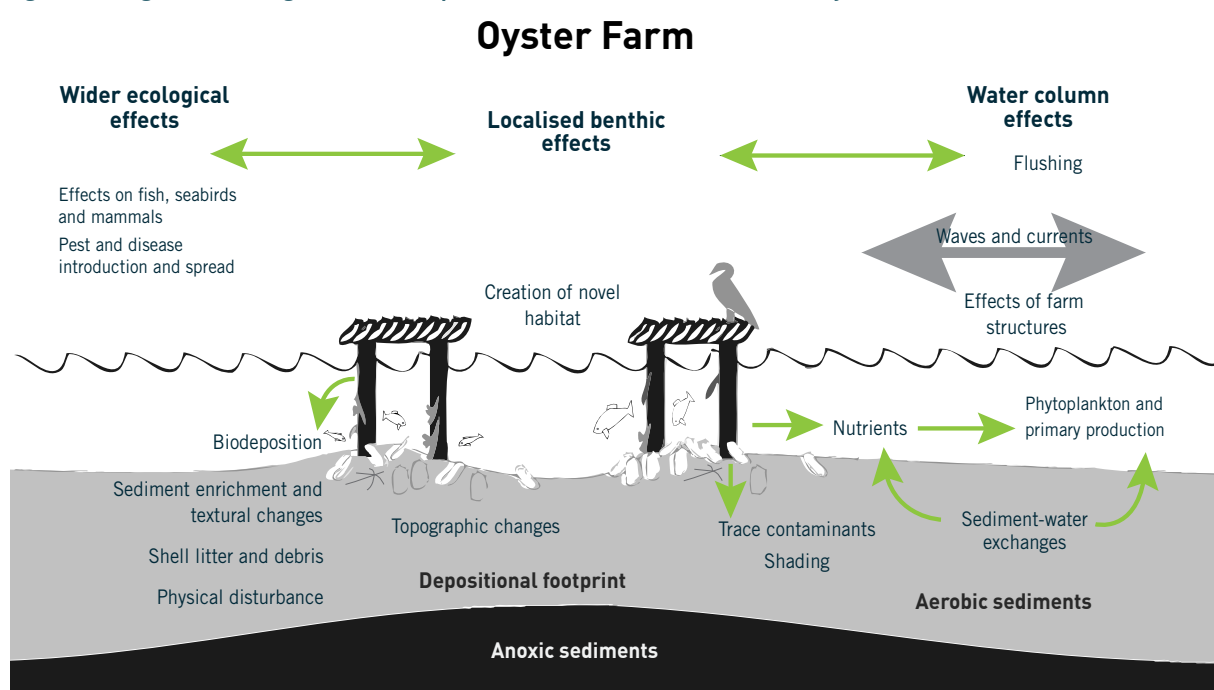 Oyster Farm
Wider ecological
effects
Localised benthic
effects
Water column
effects
Flushing
Effects on fish, seabirds
and mammals
Pest and disease
introduction and spread
Waves and currents
Creation of novel
habitat
Effects of farm
structures
Biodeposition
Nutrients
Phytoplankton and
primary production
Sediment enrichment and
textural changes
Shell litter and debris
Physical disturbance
Topographic changes
Trace contaminants
Shading
Sediment-water
exchanges
Depositional footprint
Aerobic sediments
Anoxic sediments